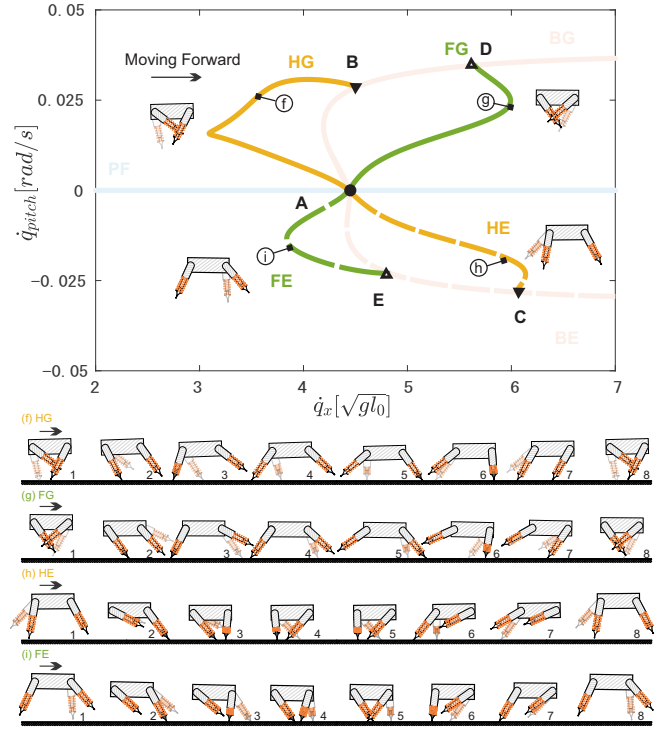 0.05
Moving Forward
HG
B
FG
D
BG
0.025
f
g
PF
0
A
HE
i
h
−0.025
FE
E
C
BE
−0.05
2
3
4
5
6
7
q̇pitch[rad/s]
q̇x[√gl0]
(f) HG
1 2 3 4 5 6 7 8
(g) FG
1 2 3 4 5 6 7 8
(h) HE
1 2 3 4 5 6 7 8
(i) FE
1 2 3 4 5 6 7 8